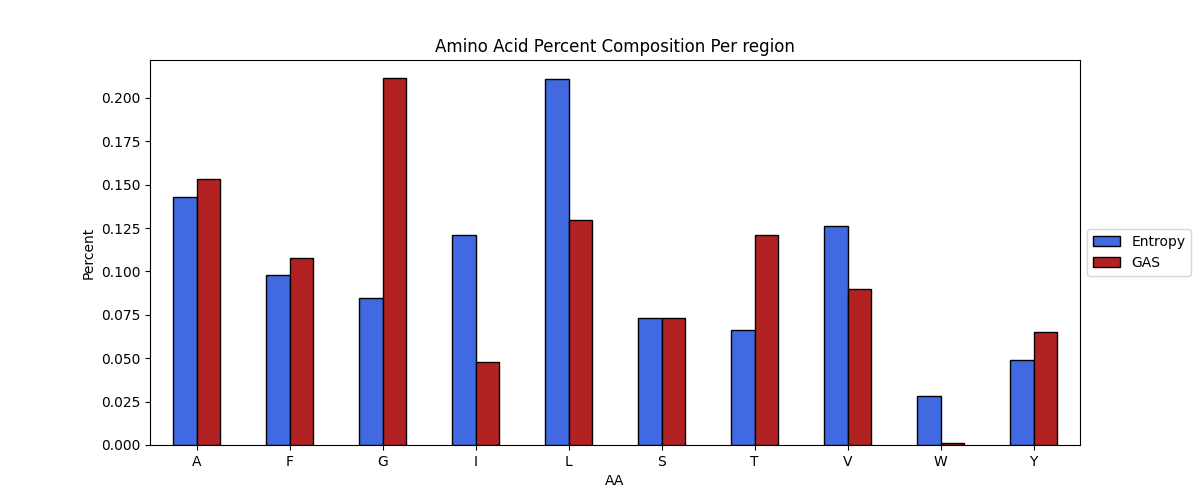 Amino Acid Percent Composition Per region
0.200
0.175
0.150
0.125
0.100
0.075
0.050
0.025
0.000
Percent
A F G I L S T V W Y
AA
Entropy
GAS